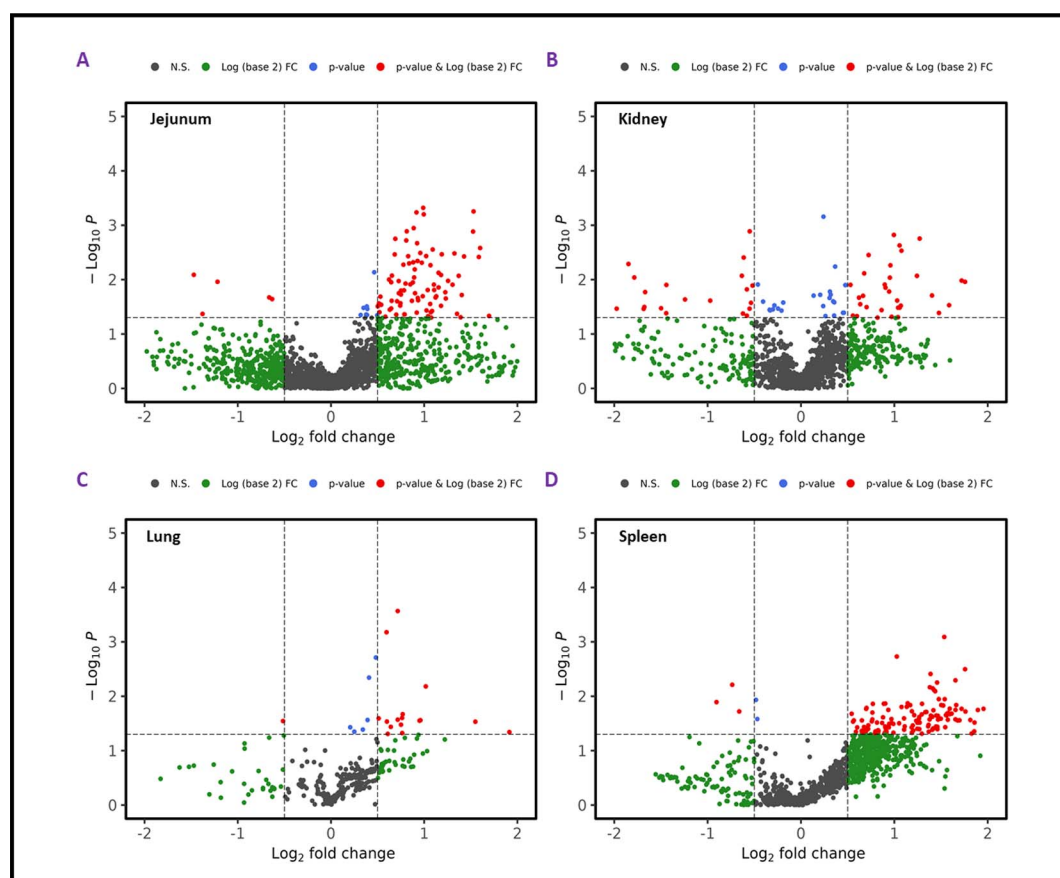 A
N.S. Log (base 2) FC p-value p-value & Log (base 2) FC
Jejunum
5
4
3
2
1
0
− Log10 P
-2 -1 0 1 2
Log2 fold change
B
N.S. Log (base 2) FC p-value p-value & Log (base 2) FC
Kidney
5
4
3
2
1
0
− Log10 P
-2 -1 0 1 2
Log2 fold change
C
N.S. Log (base 2) FC p-value p-value & Log (base 2) FC
Lung
5
4
3
2
1
0
− Log10 P
-2 -1 0 1 2
Log2 fold change
D
N.S. Log (base 2) FC p-value p-value & Log (base 2) FC
Spleen
5
4
3
2
1
0
− Log10 P
-2 -1 0 1 2
Log2 fold change